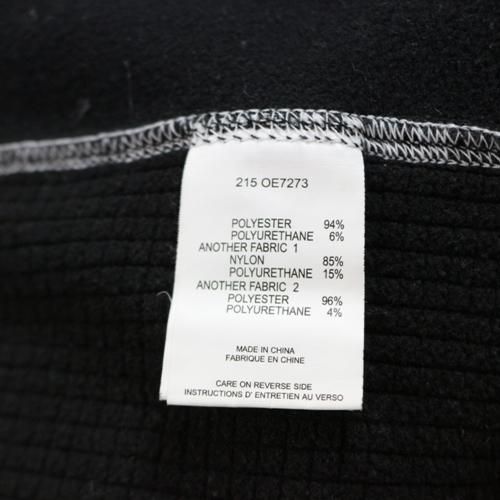 215 OE7273
POLYESTER 94%
POLYURETHANE 6%
ANOTHER FABRIC 1
NYLON 85%
POLYURETHANE 15%
ANOTHER FABRIC 2
POLYESTER 96%
POLYURETHANE 4%
MADE IN CHINA
FABRIQUE EN CHINE
CARE ON REVERSE SIDE
INSTRUCTIONS D' ENTRETIEN AU VERSO